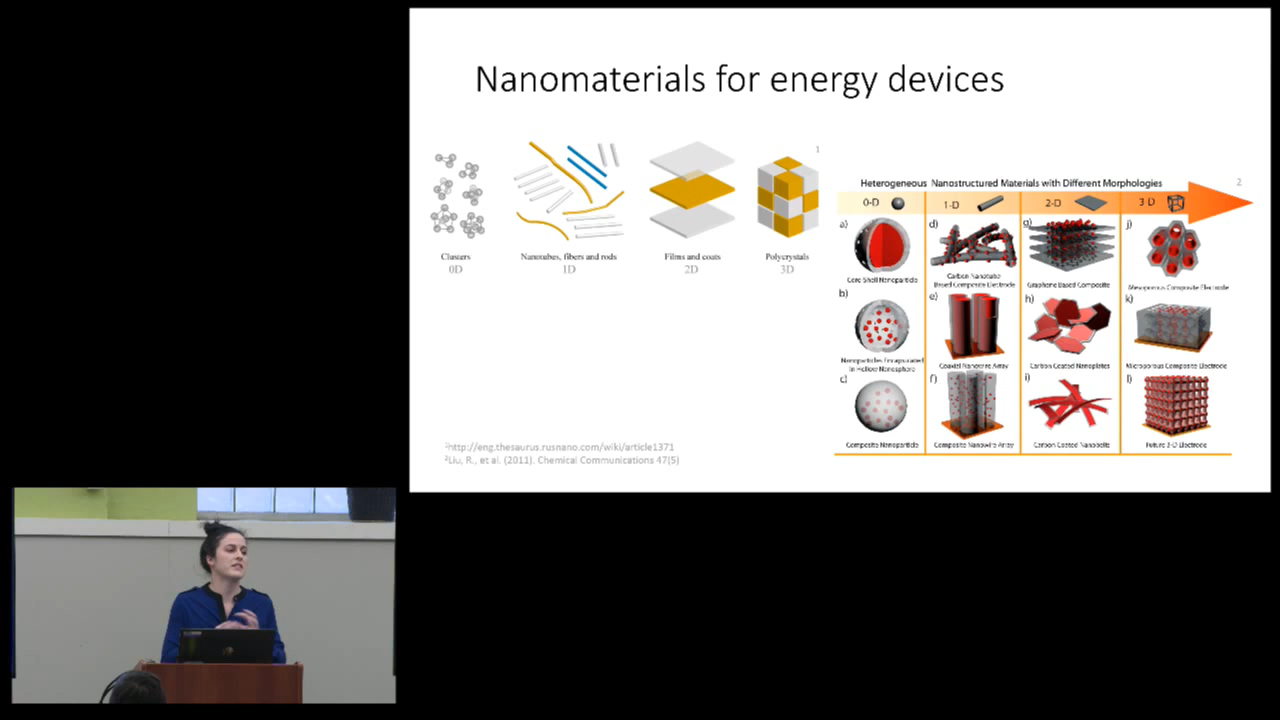 Nanomaterials for energy devices
1
Clusters
0D
Nanotubes, fibers and rods
1D
Films and coats
2D
Polycrystals
3D
2
Heterogeneous Nanostructured Materials with Different Morphologies
0-D
1-D
2-D
3-D
a)
Core-Shell Nanoparticle
b)
Nanoparticles Encapsulated
in Hollow Nanosphere
c)
Composite Nanoparticle
d)
Carbon Nanotube
Based Composite Electrode
e)
Coaxial Nanowire Array
f)
Composite Nanowire Array
g)
Graphene Based Composite
h)
Carbon Coated Nanoplates
i)
Carbon Coated Nanobelts
j)
Mesoporous Composite Electrode
k)
Microporous Composite Electrode
l)
Future 3-D Electrode
¹http://eng.thesaurus.rusnano.com/wiki/article1371
²Liu, R., et al. (2011). Chemical Communications 47(5)